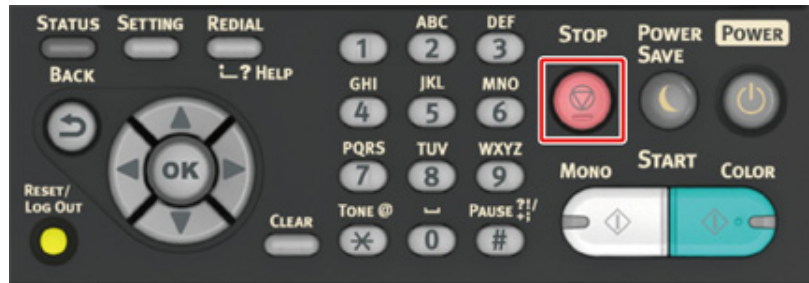 STATUS SETTING REDIAL
? HELP
BACK
OK
RESET/
LOG OUT
CLEAR
1
ABC
2
DEF
3
GHI
4
JKL
5
MNO
6
PQRS
7
TUV
8
WXYZ
9
TONE @
*
0
PAUSE ?!/+:
#
STOP
POWER
SAVE
POWER
MONO
START
COLOR